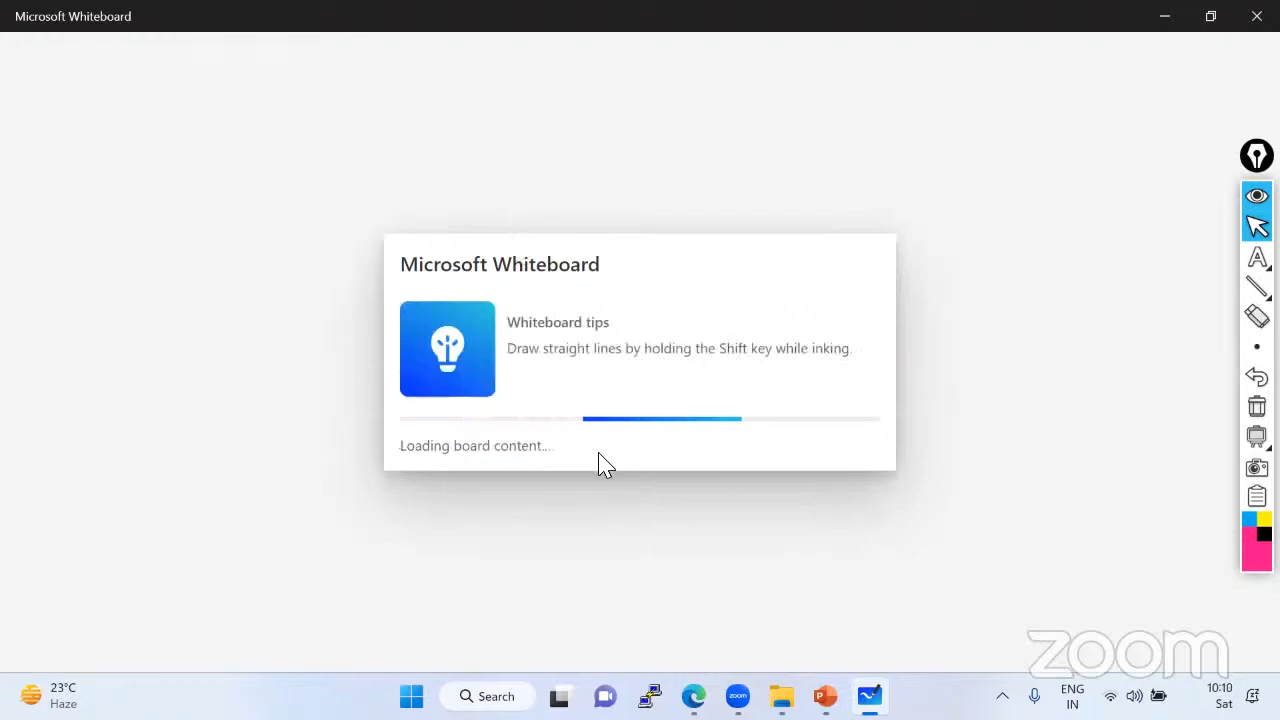 Microsoft Whiteboard
Microsoft Whiteboard
Whiteboard tips
Draw straight lines by holding the Shift key while inking.
Loading board content...
zoom
23°C
Haze
Search
zoom
ENG
IN
10:10
Sat